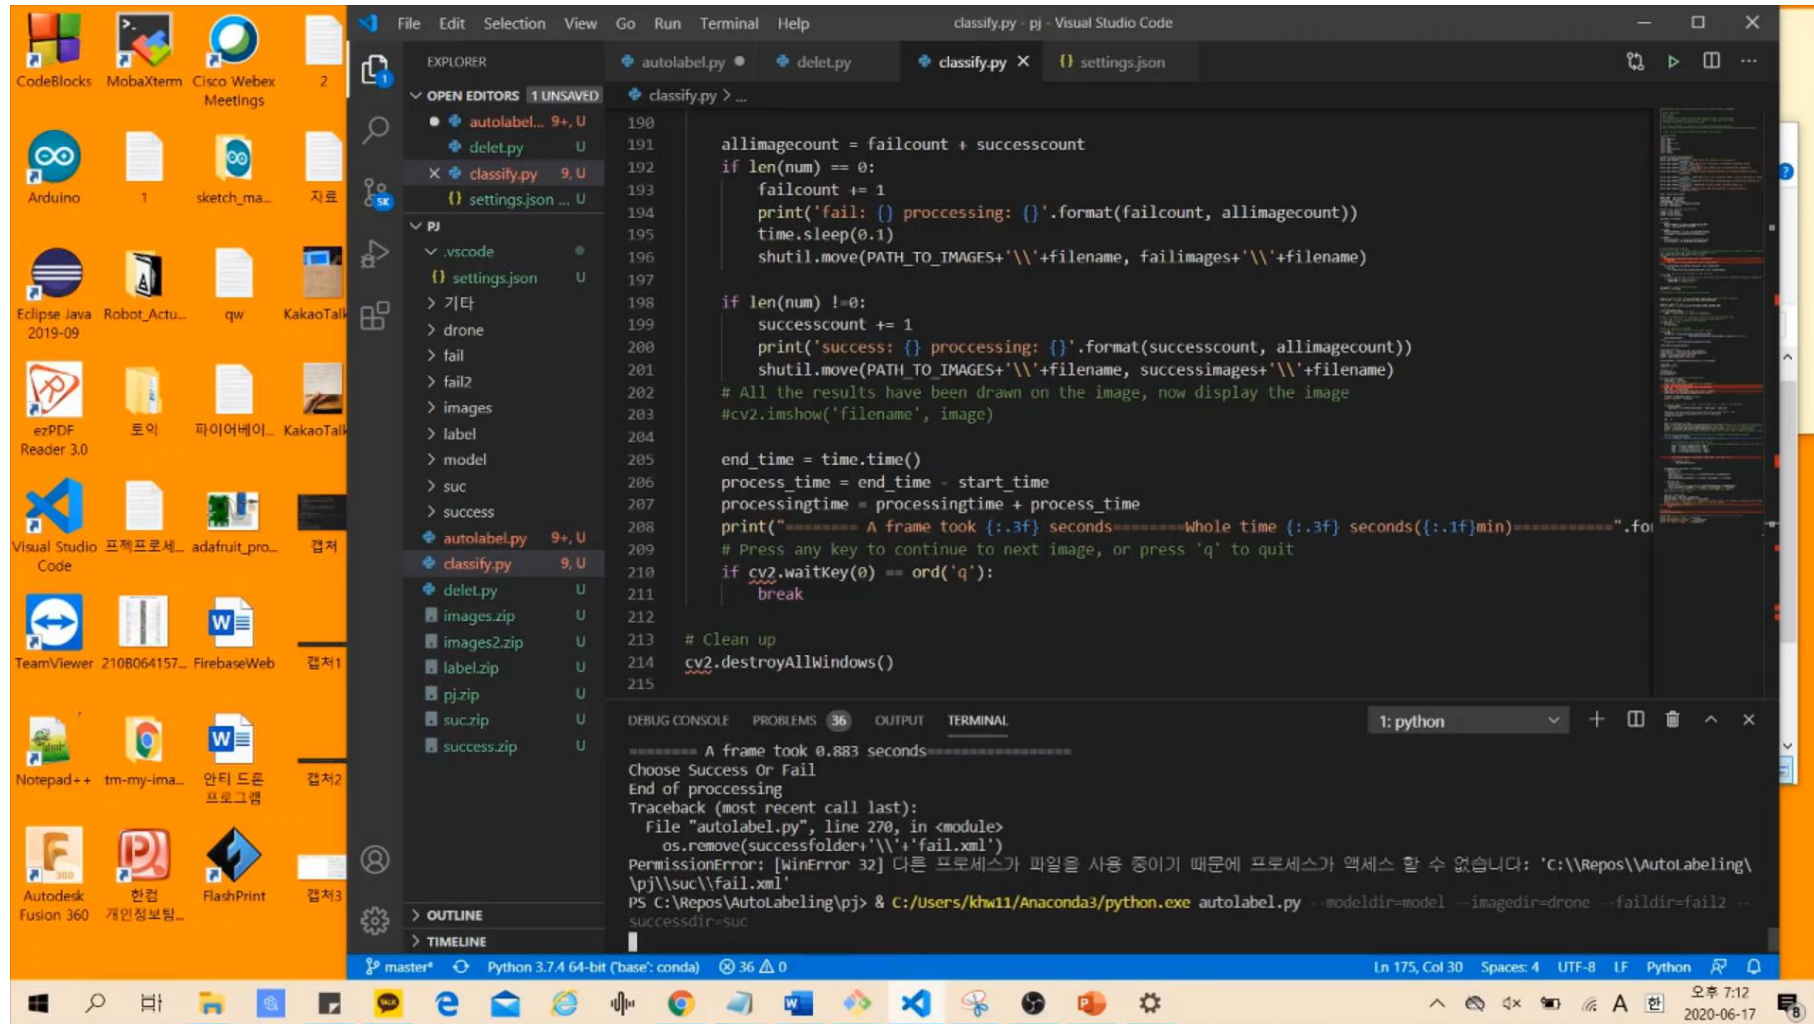 File Edit Selection View Go Run Terminal Help
classify.py - pj - Visual Studio Code
CodeBlocks
MobaXterm
Cisco Webex
Meetings
2
Arduino
1
sketch_ma...
자료
Eclipse Java
2019-09
Robot_Actu...
qw
KakaoTalk
ezPDF
Reader 3.0
토익
파이어베이...
KakaoTalk
Visual Studio
Code
프젝프로세...
adafruit_pro...
캡처
TeamViewer
210B064157...
FirebaseWeb
캡처1
Notepad++
tm-my-ima...
안티 드론
프로그램
캡처2
Autodesk
Fusion 360
한컴
개인정보탐...
FlashPrint
캡처3
EXPLORER
OPEN EDITORS 1 UNSAVED
autolabel... 9+, U
delet.py U
classify.py 9, U
settings.json ... U
PJ
.vscode
settings.json U
기타
drone
fail
fail2
images
label
model
suc
success
autolabel.py 9+, U
classify.py 9, U
delet.py U
images.zip U
images2.zip U
label.zip U
pj.zip U
suc.zip U
success.zip U
OUTLINE
TIMELINE
autolabel.py
delet.py
classify.py
settings.json
classify.py > ...
190
191 allimagecount = failcount + successcount
192 if len(num) == 0:
193 failcount += 1
194 print('fail: {} proccessing: {}'.format(failcount, allimagecount))
195 time.sleep(0.1)
196 shutil.move(PATH_TO_IMAGES+'\\'+filename, failimages+'\\'+filename)
197
198 if len(num) !=0:
199 successcount += 1
200 print('success: {} proccessing: {}'.format(successcount, allimagecount))
201 shutil.move(PATH_TO_IMAGES+'\\'+filename, successimages+'\\'+filename)
202 # All the results have been drawn on the image, now display the image
203 #cv2.imshow('filename', image)
204
205 end_time = time.time()
206 process_time = end_time - start_time
207 processingtime = processingtime + process_time
208 print("======== A frame took {:.3f} seconds========Whole time {:.3f} seconds({:.1f}min)===========".fo
209 # Press any key to continue to next image, or press 'q' to quit
210 if cv2.waitKey(0) == ord('q'):
211 break
212
213 # Clean up
214 cv2.destroyAllWindows()
215
DEBUG CONSOLE PROBLEMS 36 OUTPUT TERMINAL
1: python
======== A frame took 0.883 seconds================
Choose Success Or Fail
End of proccessing
Traceback (most recent call last):
File "autolabel.py", line 270, in <module>
os.remove(successfolder+'\\'+'fail.xml')
PermissionError: [WinError 32] 다른 프로세스가 파일을 사용 중이기 때문에 프로세스가 액세스 할 수 없습니다: 'C:\\Repos\\AutoLabeling\
\pj\\suc\\fail.xml'
PS C:\Repos\AutoLabeling\pj> & C:/Users/khw11/Anaconda3/python.exe autolabel.py --modeldir=model --imagedir=drone --faildir=fail2 --
successdir=suc
master* Python 3.7.4 64-bit ('base': conda) 36 0
Ln 175, Col 30 Spaces: 4 UTF-8 LF Python
A 한
오후 7:12
2020-06-17
8